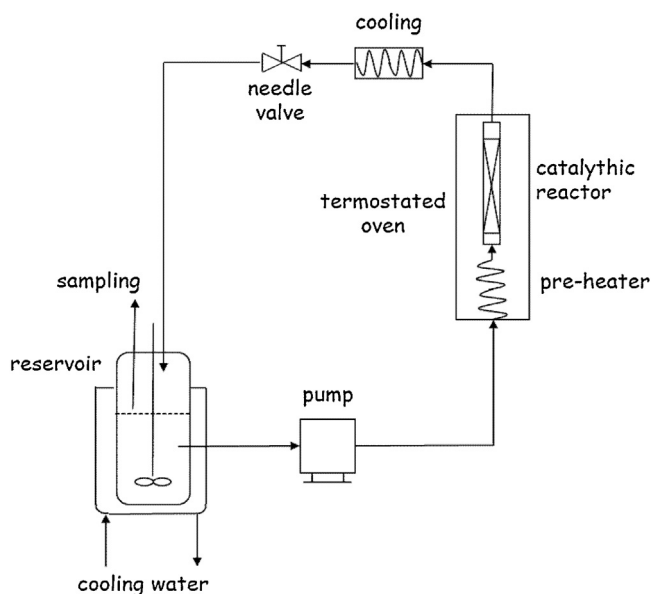 cooling
needle
valve
catalythic
reactor
termostated
oven
pre-heater
sampling
reservoir
pump
cooling water